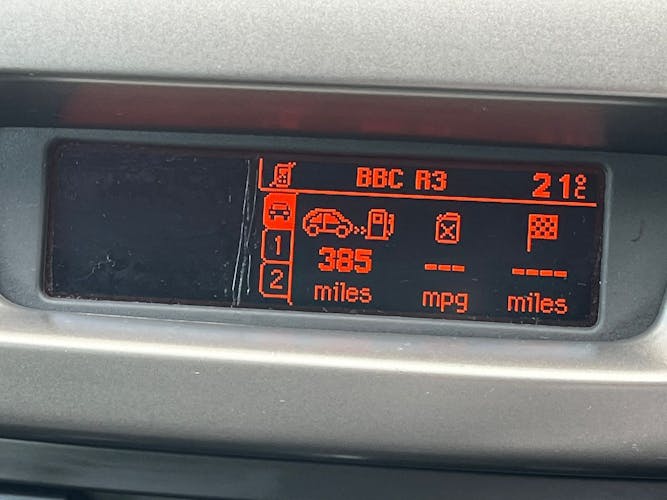 BBC R3 21°C
1
385 --- ----
2
miles mpg miles